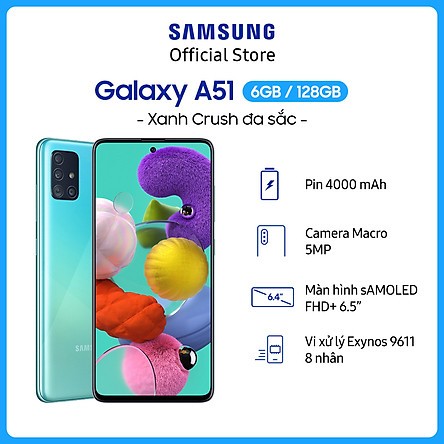 SAMSUNG
Official Store
Galaxy A51 6GB / 128GB
- Xanh Crush đa sắc -
Pin 4000 mAh
Camera Macro
5MP
6.4"
Màn hình sAMOLED
FHD+ 6.5"
Vi xử lý Exynos 9611
8 nhân
SAMSUNG